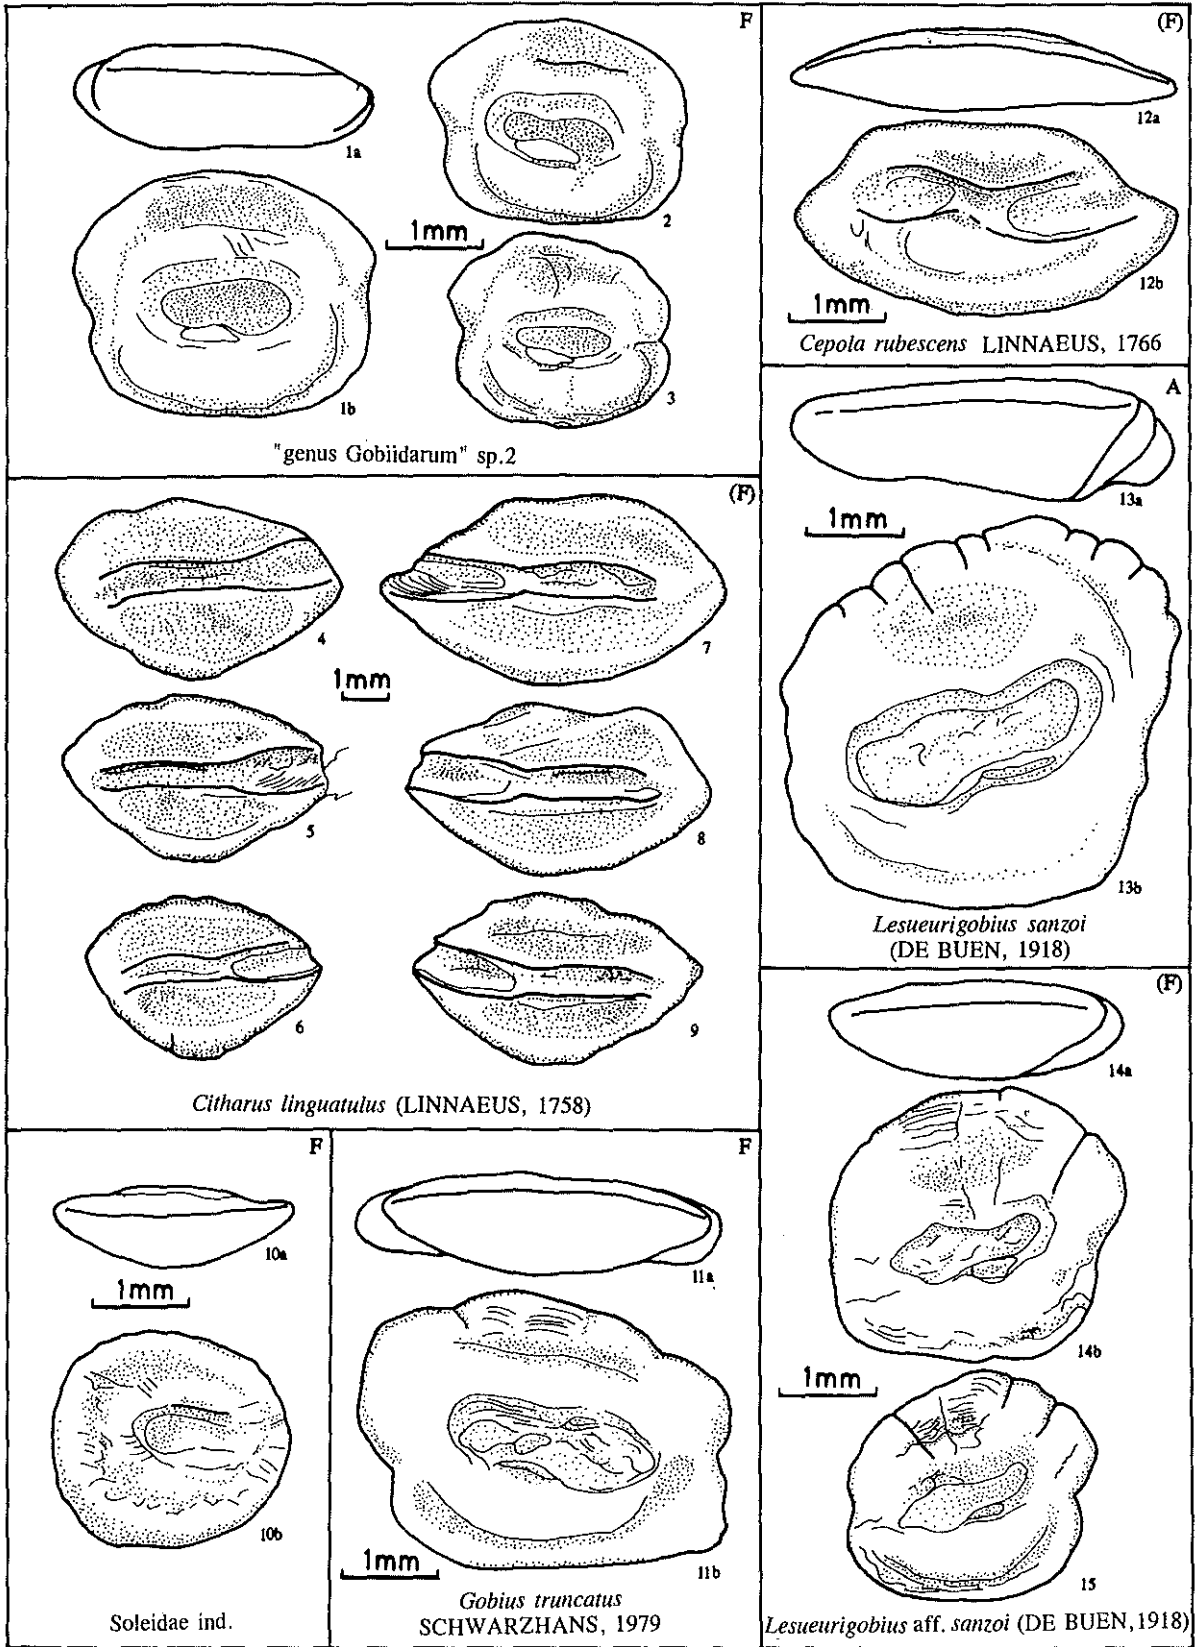 F
1a
2
1mm
1b
3
"genus Gobiidarum" sp.2
(F)
12a
12b
1mm
Cepola rubescens LINNAEUS, 1766
(F)
4
7
1mm
5
8
6
9
Citharus linguatulus (LINNAEUS, 1758)
A
13a
1mm
13b
Lesueurigobius sanzoi
(DE BUEN, 1918)
F
10a
1mm
10b
Soleidae ind.
F
11a
1mm
11b
Gobius truncatus
SCHWARZHANS, 1979
(F)
14a
14b
1mm
15
Lesueurigobius aff. sanzoi (DE BUEN,1918)